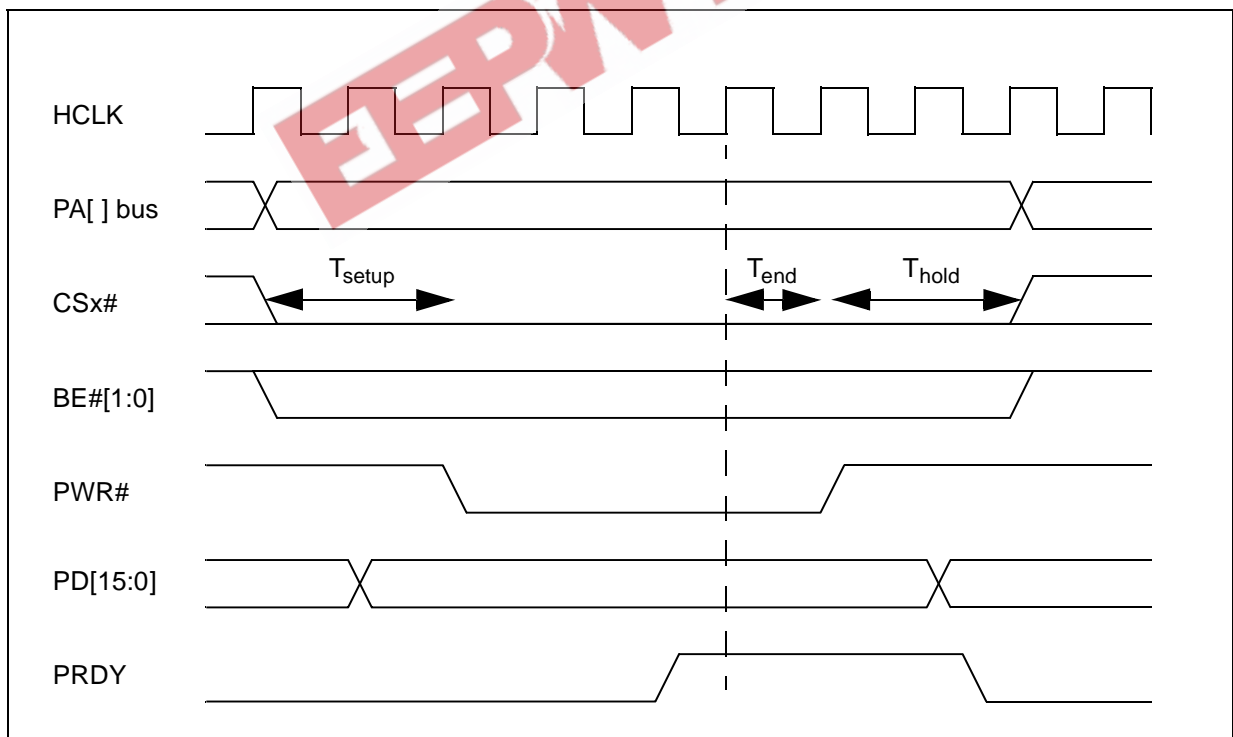 HCLK
PA[ ] bus
Tsetup
Tend
Thold
CSx#
BE#[1:0]
PWR#
PD[15:0]
PRDY